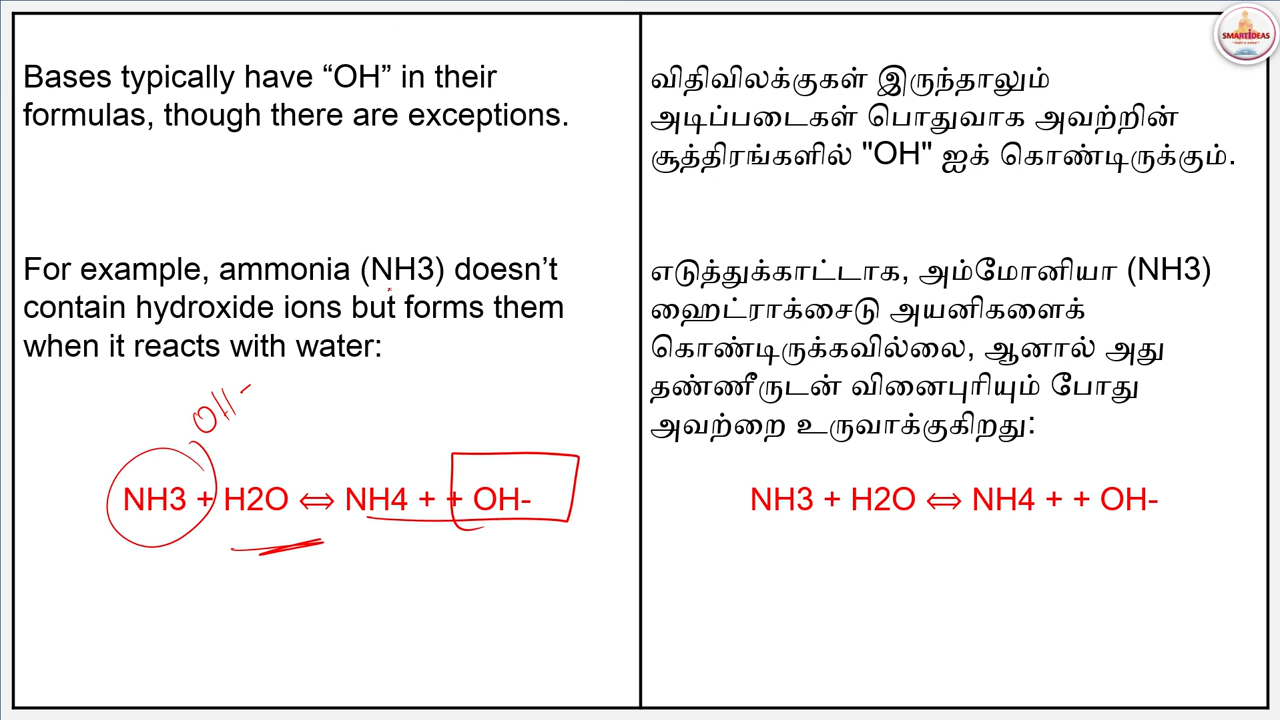 Bases typically have “OH” in their
formulas, though there are exceptions.
For example, ammonia (NH3) doesn’t
contain hydroxide ions but forms them
when it reacts with water:
OH-
NH3 + H2O ⇔ NH4 + + OH-
SMARTIDEAS
விதிவிலக்குகள் இருந்தாலும்
அடிப்படைகள் பொதுவாக அவற்றின்
சூத்திரங்களில் "OH" ஐக் கொண்டிருக்கும்.
எடுத்துக்காட்டாக, அம்மோனியா (NH3)
ஹைட்ராக்சைடு அயனிகளைக்
கொண்டிருக்கவில்லை, ஆனால் அது
தண்ணீருடன் வினைபுரியும் போது
அவற்றை உருவாக்குகிறது:
NH3 + H2O ⇔ NH4 + + OH-